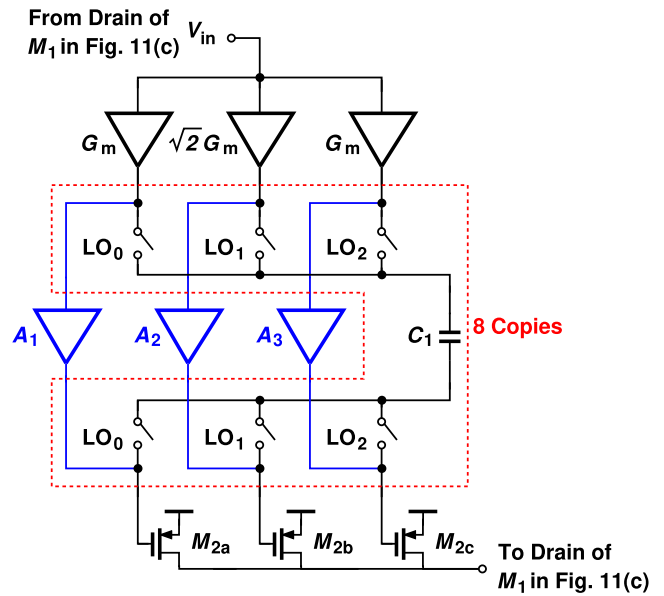 From Drain of
M1 in Fig. 11(c)
Vin
Gm
√2 Gm
Gm
LO0
LO1
LO2
A1
A2
A3
C1
8 Copies
LO0
LO1
LO2
M2a
M2b
M2c
To Drain of
M1 in Fig. 11(c)